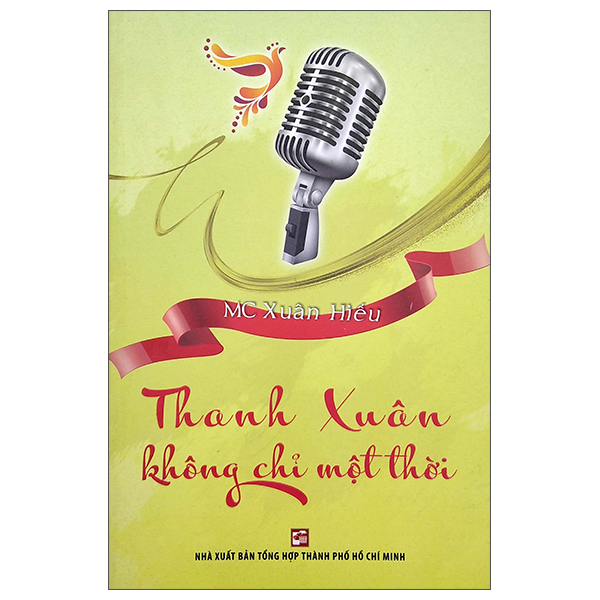 MC Xuân Hiếu
Thanh Xuân
không chỉ một thời
NHÀ XUẤT BẢN TỔNG HỢP THÀNH PHỐ HỒ CHÍ MINH